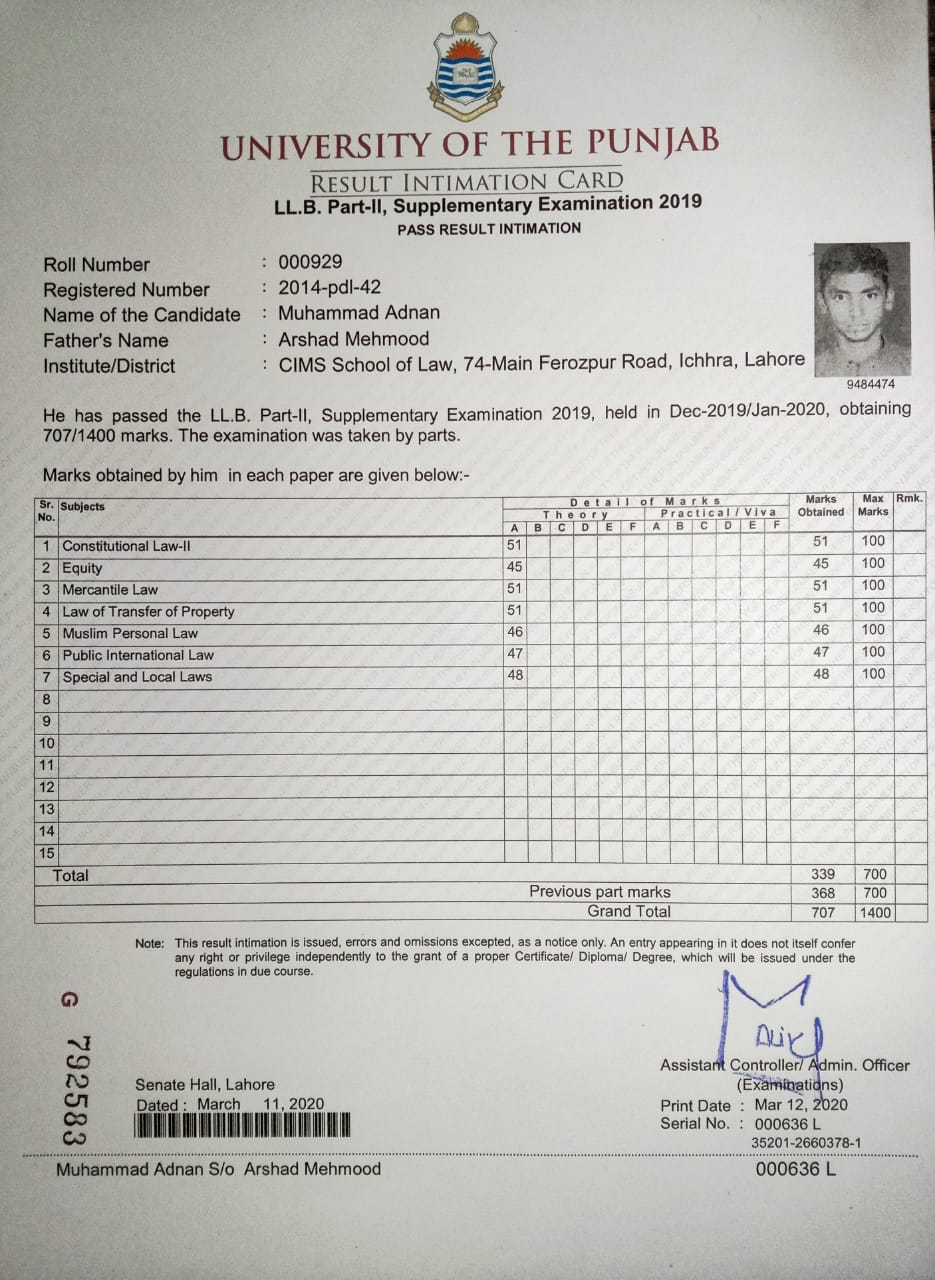 UNIVERSITY OF THE PUNJAB
RESULT INTIMATION CARD
LL.B. Part-II, Supplementary Examination 2019
PASS RESULT INTIMATION
Roll Number : 000929
Registered Number : 2014-pdl-42
Name of the Candidate : Muhammad Adnan
Father's Name : Arshad Mehmood
Institute/District : CIMS School of Law, 74-Main Ferozpur Road, Ichhra, Lahore
9484474
He has passed the LL.B. Part-II, Supplementary Examination 2019, held in Dec-2019/Jan-2020, obtaining
707/1400 marks. The examination was taken by parts.
Marks obtained by him in each paper are given below:-
Sr. No. Subjects Detail of Marks Marks Obtained Max Marks Rmk.
Theory Practical / Viva
A B C D E F A B C D E F
1 Constitutional Law-II 51 51 100
2 Equity 45 45 100
3 Mercantile Law 51 51 100
4 Law of Transfer of Property 51 51 100
5 Muslim Personal Law 46 46 100
6 Public International Law 47 47 100
7 Special and Local Laws 48 48 100
8
9
10
11
12
13
14
15
Total 339 700
Previous part marks 368 700
Grand Total 707 1400
Note: This result intimation is issued, errors and omissions excepted, as a notice only. An entry appearing in it does not itself confer
any right or privilege independently to the grant of a proper Certificate/ Diploma/ Degree, which will be issued under the
regulations in due course.
G 792583
Assistant Controller/ Admin. Officer
(Examinations)
Senate Hall, Lahore
Dated : March 11, 2020
Print Date : Mar 12, 2020
Serial No. : 000636 L
35201-2660378-1
Muhammad Adnan S/o Arshad Mehmood 000636 L